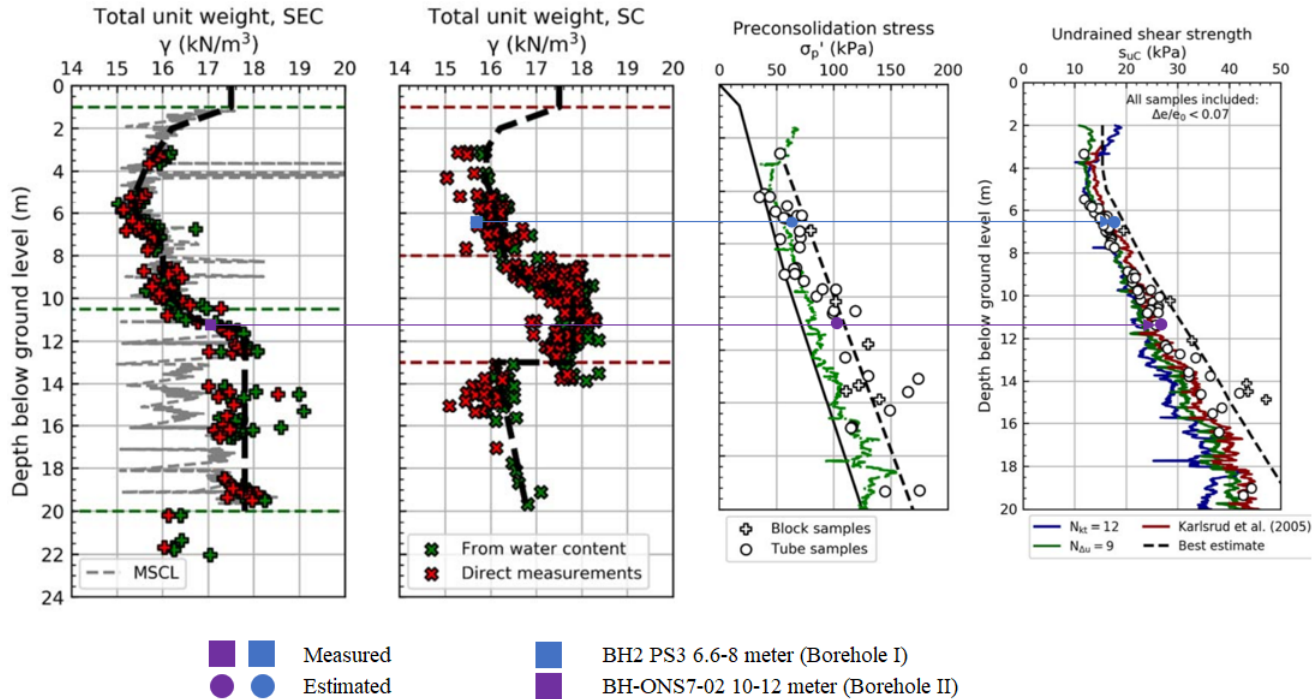 Total unit weight, SEC
γ (kN/m³)
14 15 16 17 18 19 20
Depth below ground level (m)
0
2
4
6
8
10
12
14
16
18
20
22
24
MSCL
Total unit weight, SC
γ (kN/m³)
14 15 16 17 18 19 20
From water content
Direct measurements
Preconsolidation stress
σp' (kPa)
0 50 100 150 200
Block samples
Tube samples
Undrained shear strength
suC (kPa)
0 10 20 30 40 50
All samples included:
Δe/e0 < 0.07
Depth below ground level (m)
0
2
4
6
8
10
12
14
16
18
20
Nkt = 12
NΔu = 9
Karlsrud et al. (2005)
Best estimate
Measured
Estimated
BH2 PS3 6.6-8 meter (Borehole I)
BH-ONS7-02 10-12 meter (Borehole II)